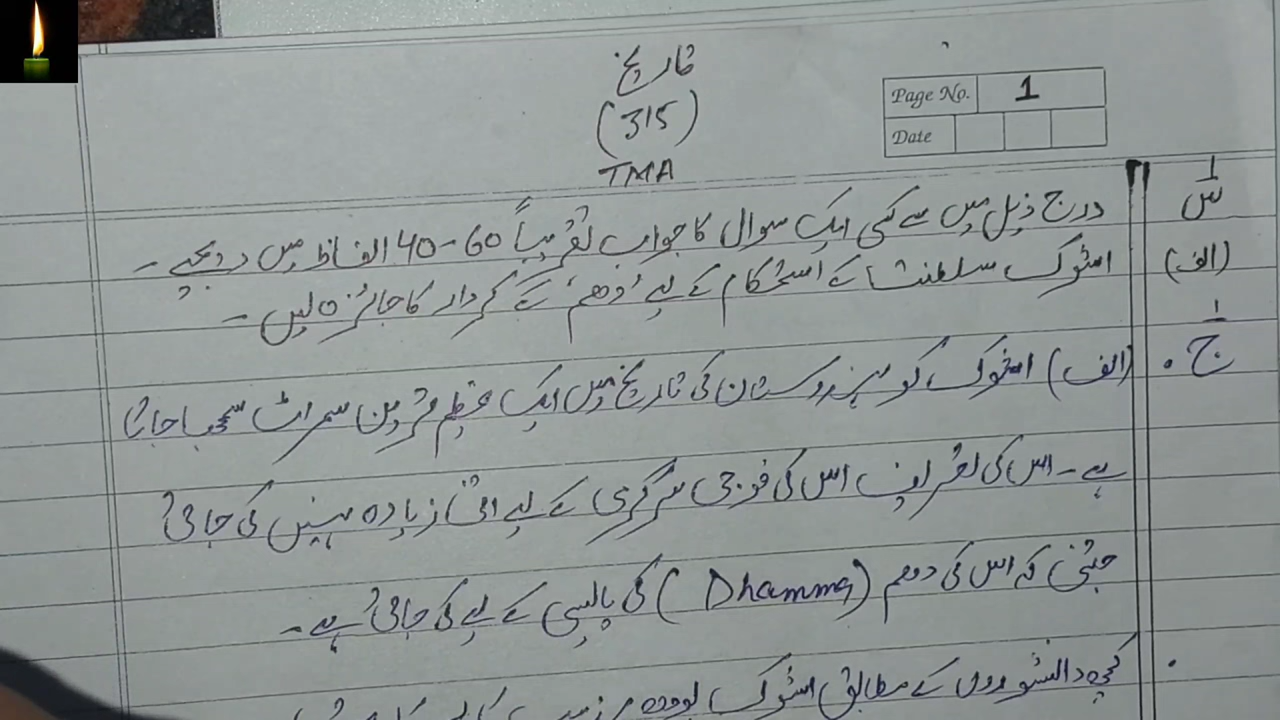 تاریخ
(315)
TMA
Page No. 1
Date
س 1 درج ذیل میں سے کسی ایک سوال کا جواب تقریباً 60-40 الفاظ میں دیجیے۔
(الف) اشوک سلطنت کے استحکام کے لیے 'دھم' کے کردار کا جائزہ لیں۔
ج 1. (الف) اشوک کو ہندوستان کی تاریخ میں ایک عظیم ترین سمراٹ سمجھا جاتا
ہے۔ اس کی تعریف اس کی فوجی سرگرمی کے لیے اتنی زیادہ نہیں کی جاتی
جتنی کہ اس کی دھم (Dhamma) کی پالیسی کے لیے کی جاتی ہے۔
کچھ دانشوروں کے مطابق اشوک بودھ